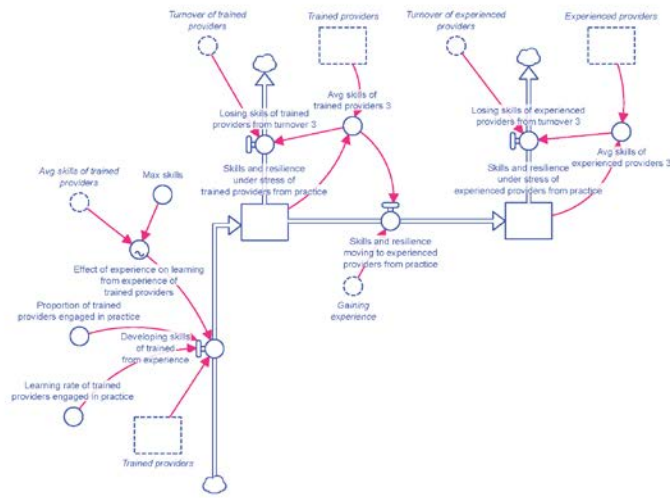 Turnover of trained
providers
Trained providers
Turnover of experienced
providers
Experienced providers
Losing skills of trained
providers from turnover 3
Avg skills of
trained providers 3
Losing skills of experienced
providers from turnover 3
Avg skills of
experienced providers 3
Skills and resilience
under stress of
trained providers from practice
Skills and resilience
under stress of
experienced providers from practice
Avg skills of trained
providers
Max skills
Skills and resilience
moving to experienced
providers from practice
Effect of experience on learning
from experience of
trained providers
Gaining
experience
Proportion of trained
providers engaged in practice
Developing skills
of trained
from experience
Learning rate of trained
providers engaged in practice
Trained providers